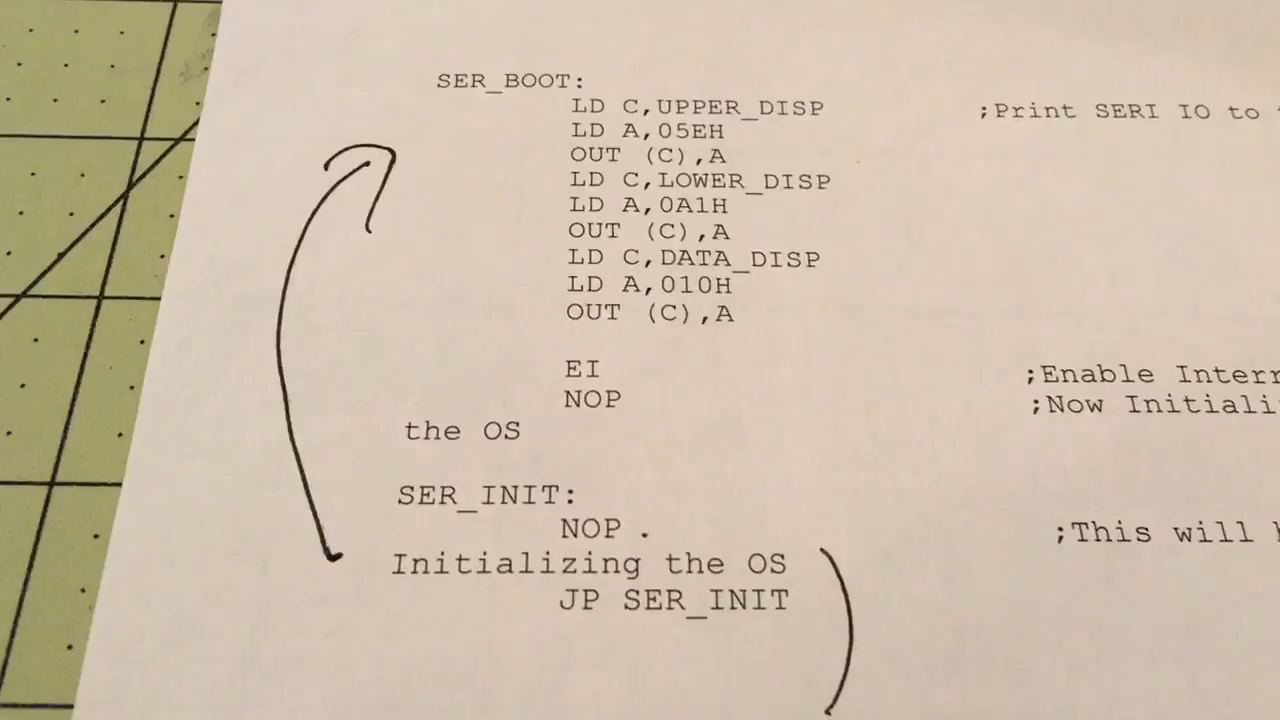 SER_BOOT:
LD C,UPPER_DISP ;Print SERI IO to
LD A,05EH
OUT (C),A
LD C,LOWER_DISP
LD A,0A1H
OUT (C),A
LD C,DATA_DISP
LD A,010H
OUT (C),A
EI ;Enable Interr
NOP ;Now Initiali
the OS
SER_INIT:
NOP . ;This will
Initializing the OS
JP SER_INIT